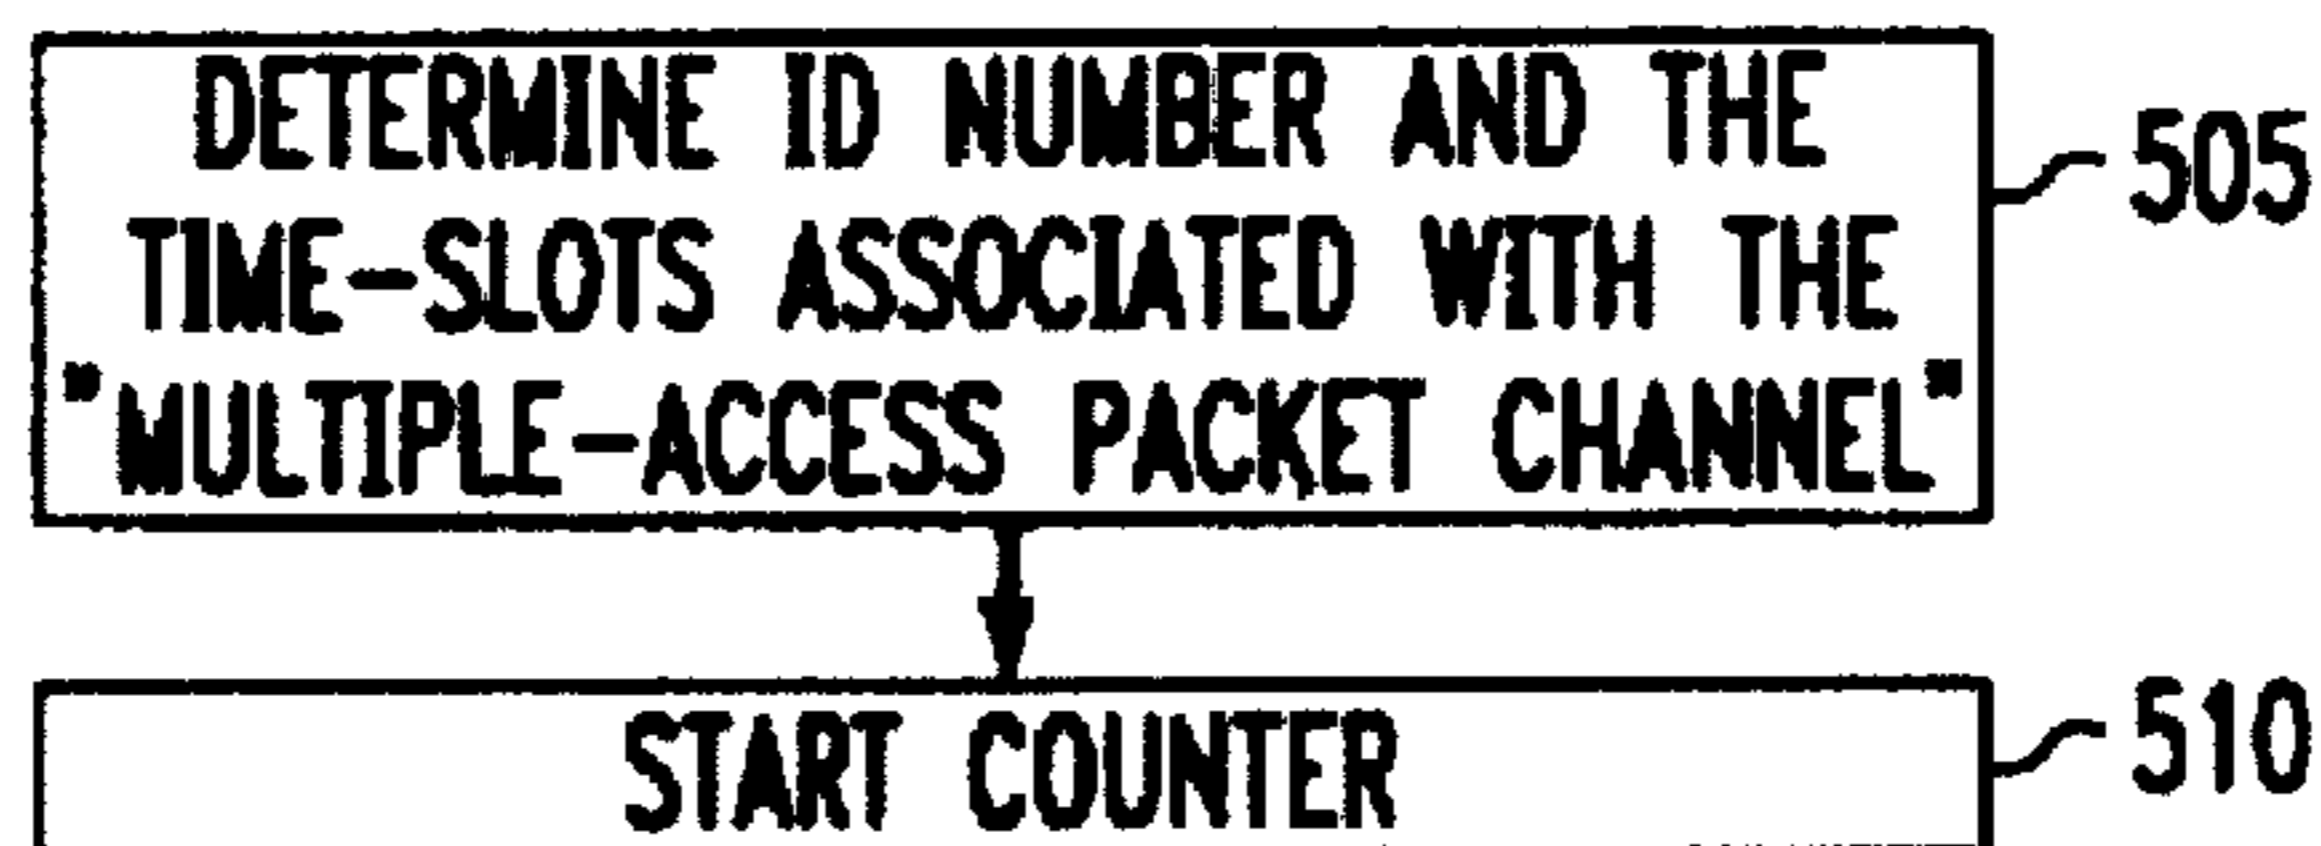 DETERMINE ID NUMBER AND THE
TIME-SLOTS ASSOCIATED WITH THE
"MULTIPLE-ACCESS PACKET CHANNEL"
505
START COUNTER
510